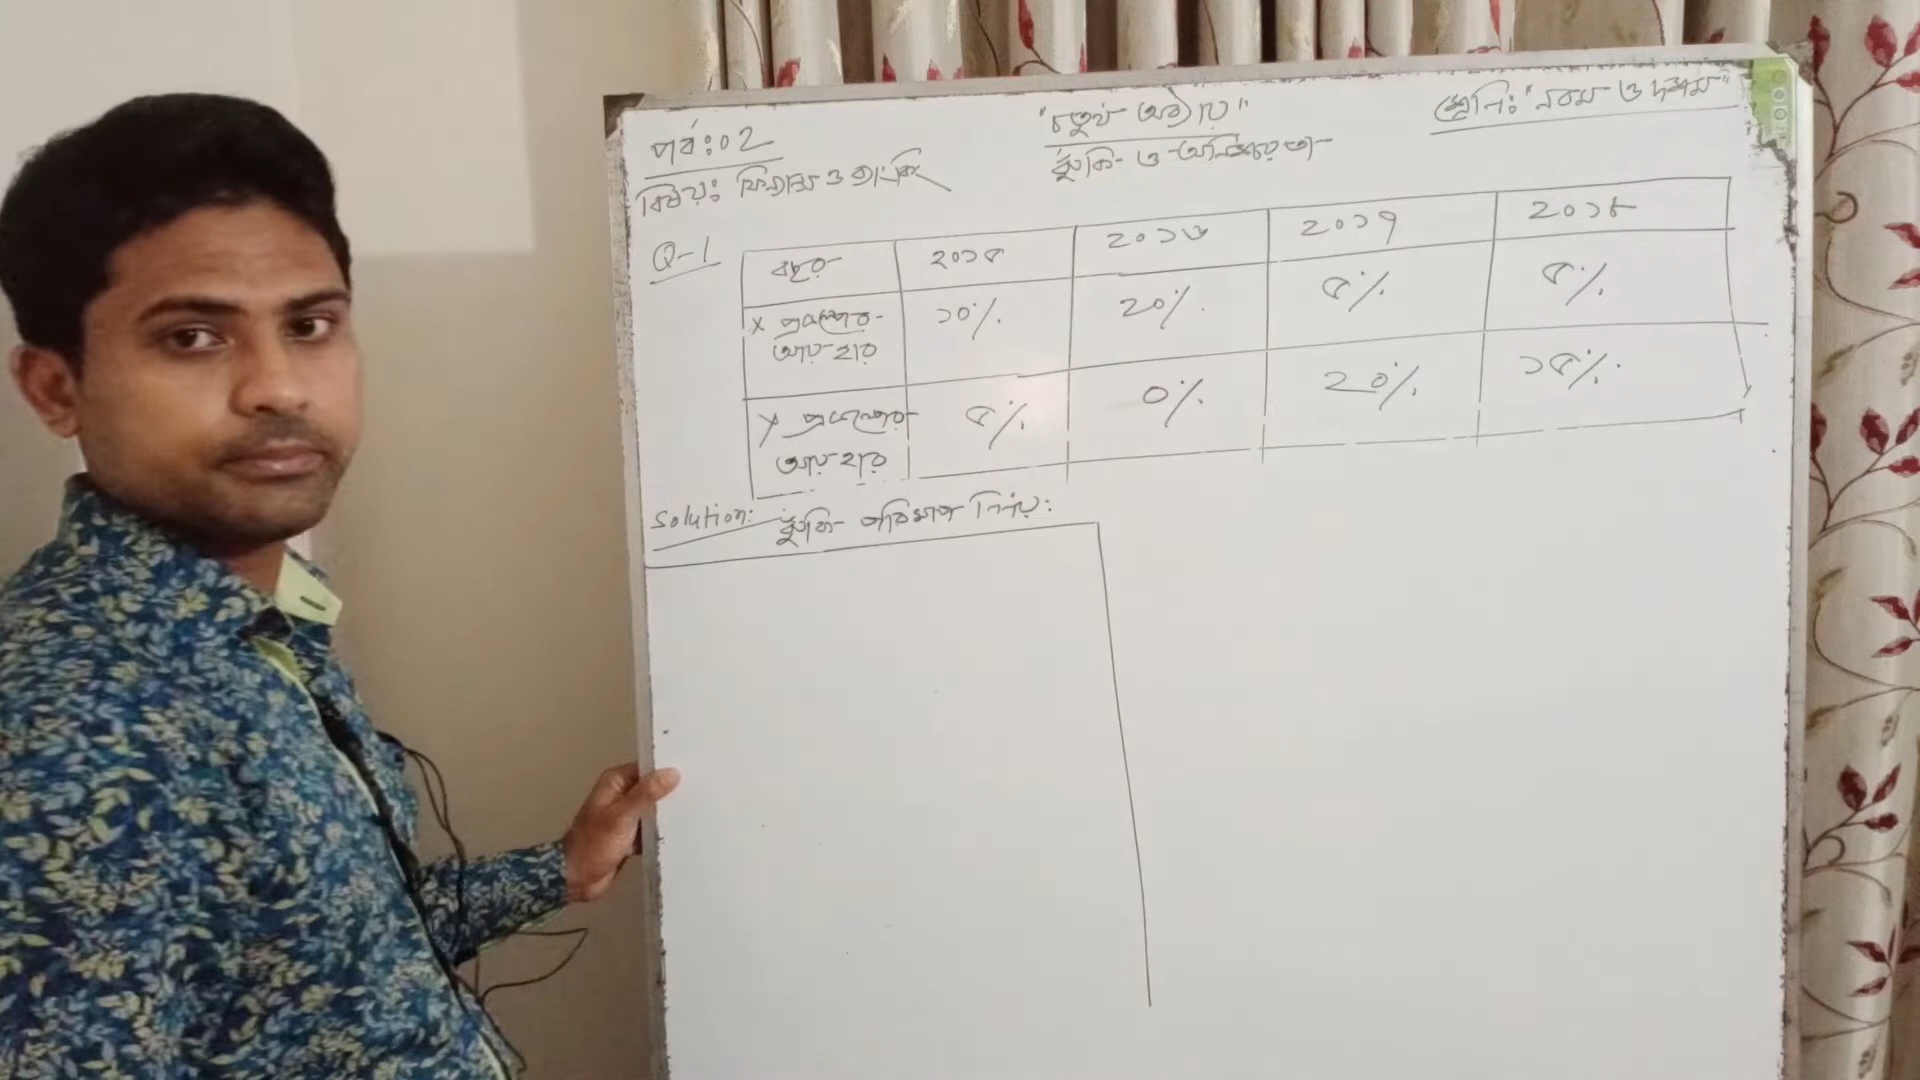 পর্ব: ০২
"চতুর্থ অধ্যায়"
শ্রেণি: "নবম ও দশম"
বিষয়: ফিন্যান্স ও ব্যাংকিং
ঝুঁকি ও অনিশ্চয়তা
Q-1
বছর ২০১৫ ২০১৬ ২০১৭ ২০১৮
X প্রকল্পের আয় হার ১০% ২০% ৫% ৫%
Y প্রকল্পের আয় হার ৫% ০% ২০% ১৫%
Solution: ঝুঁকি পরিমাপ নির্ণয়: